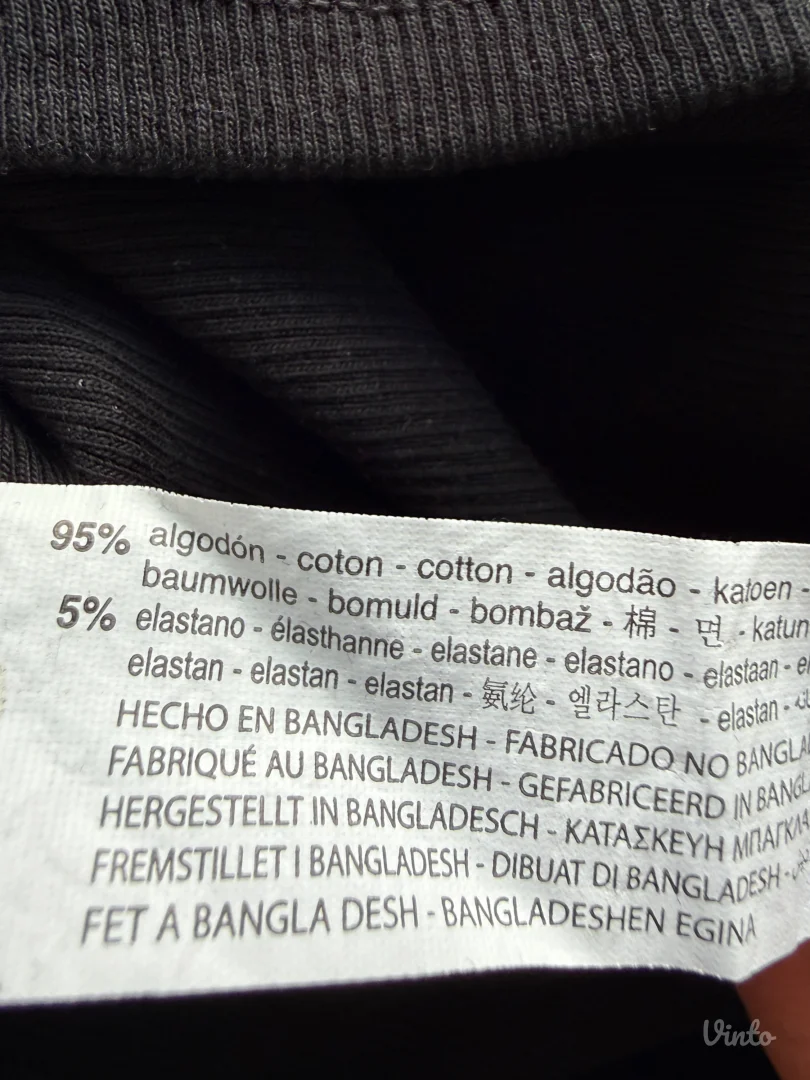 95% algodón - coton - cotton - algodão - katoen -
baumwolle - bomuld - bombaž - 棉 - 면 - katun
5% elastano - élasthanne - elastane - elastano - elastaan -
elastan - elastan - elastan - 氨纶 - 엘라스탄 - elastan -
HECHO EN BANGLADESH - FABRICADO NO
FABRIQUÉ AU BANGLADESH - GEFABRICEERD IN
HERGESTELLT IN BANGLADESCH - ΚΑΤΑΣΚΕΥΗ
FREMSTILLET I BANGLADESH - DIBUAT DI BANGLADESH -
FET A BANGLA DESH - BANGLADESHEN EGINA
Vinto